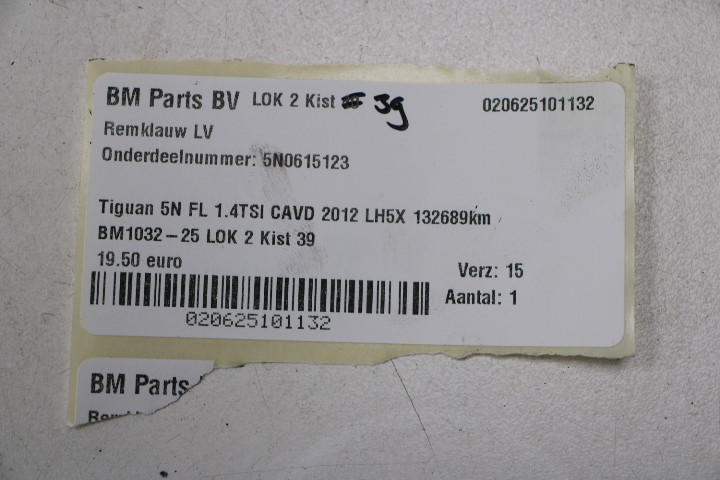 BM Parts BV LOK 2 Kist 39 020625101132
Remklauw LV
Onderdeelnummer: 5N0615123
Tiguan 5N FL 1.4TSI CAVD 2012 LH5X 132689km
BM1032-25 LOK 2 Kist 39
19.50 euro
Verz: 15
Aantal: 1
020625101132
BM Parts